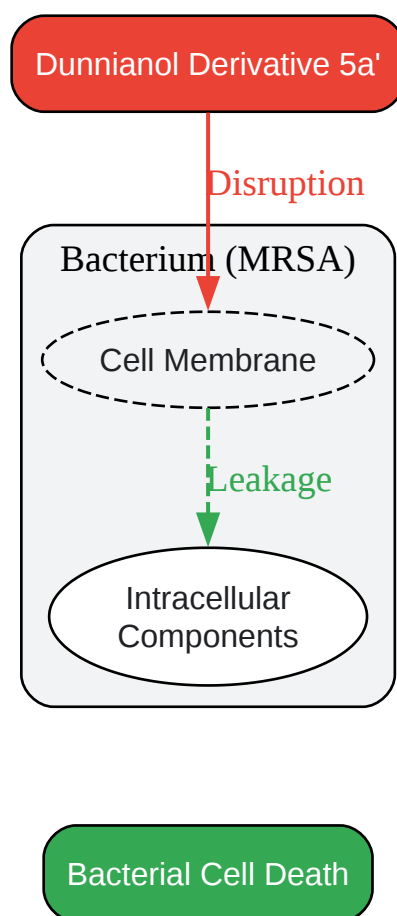 Dunnianol Derivative 5a'
Disruption
Bacterium (MRSA)
Cell Membrane
Leakage
Intracellular
Components
Bacterial Cell Death